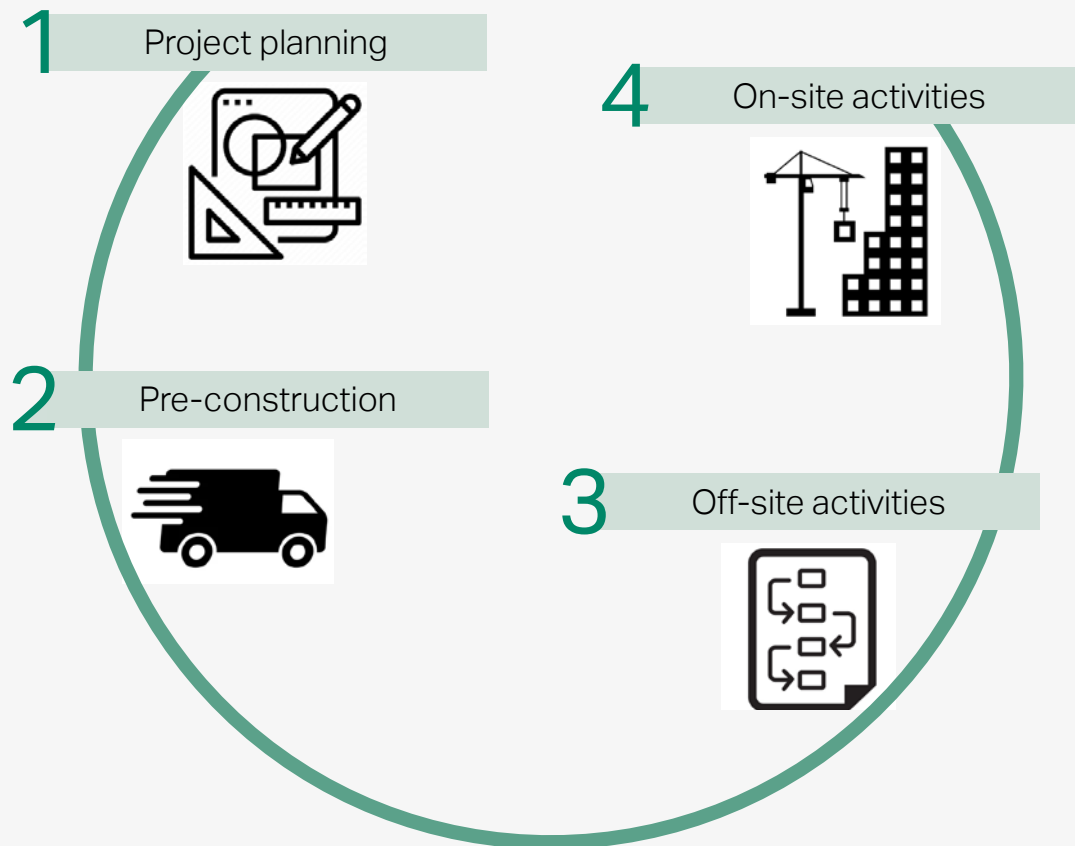 1 Project planning
2 Pre-construction
3 Off-site activities
4 On-site activities